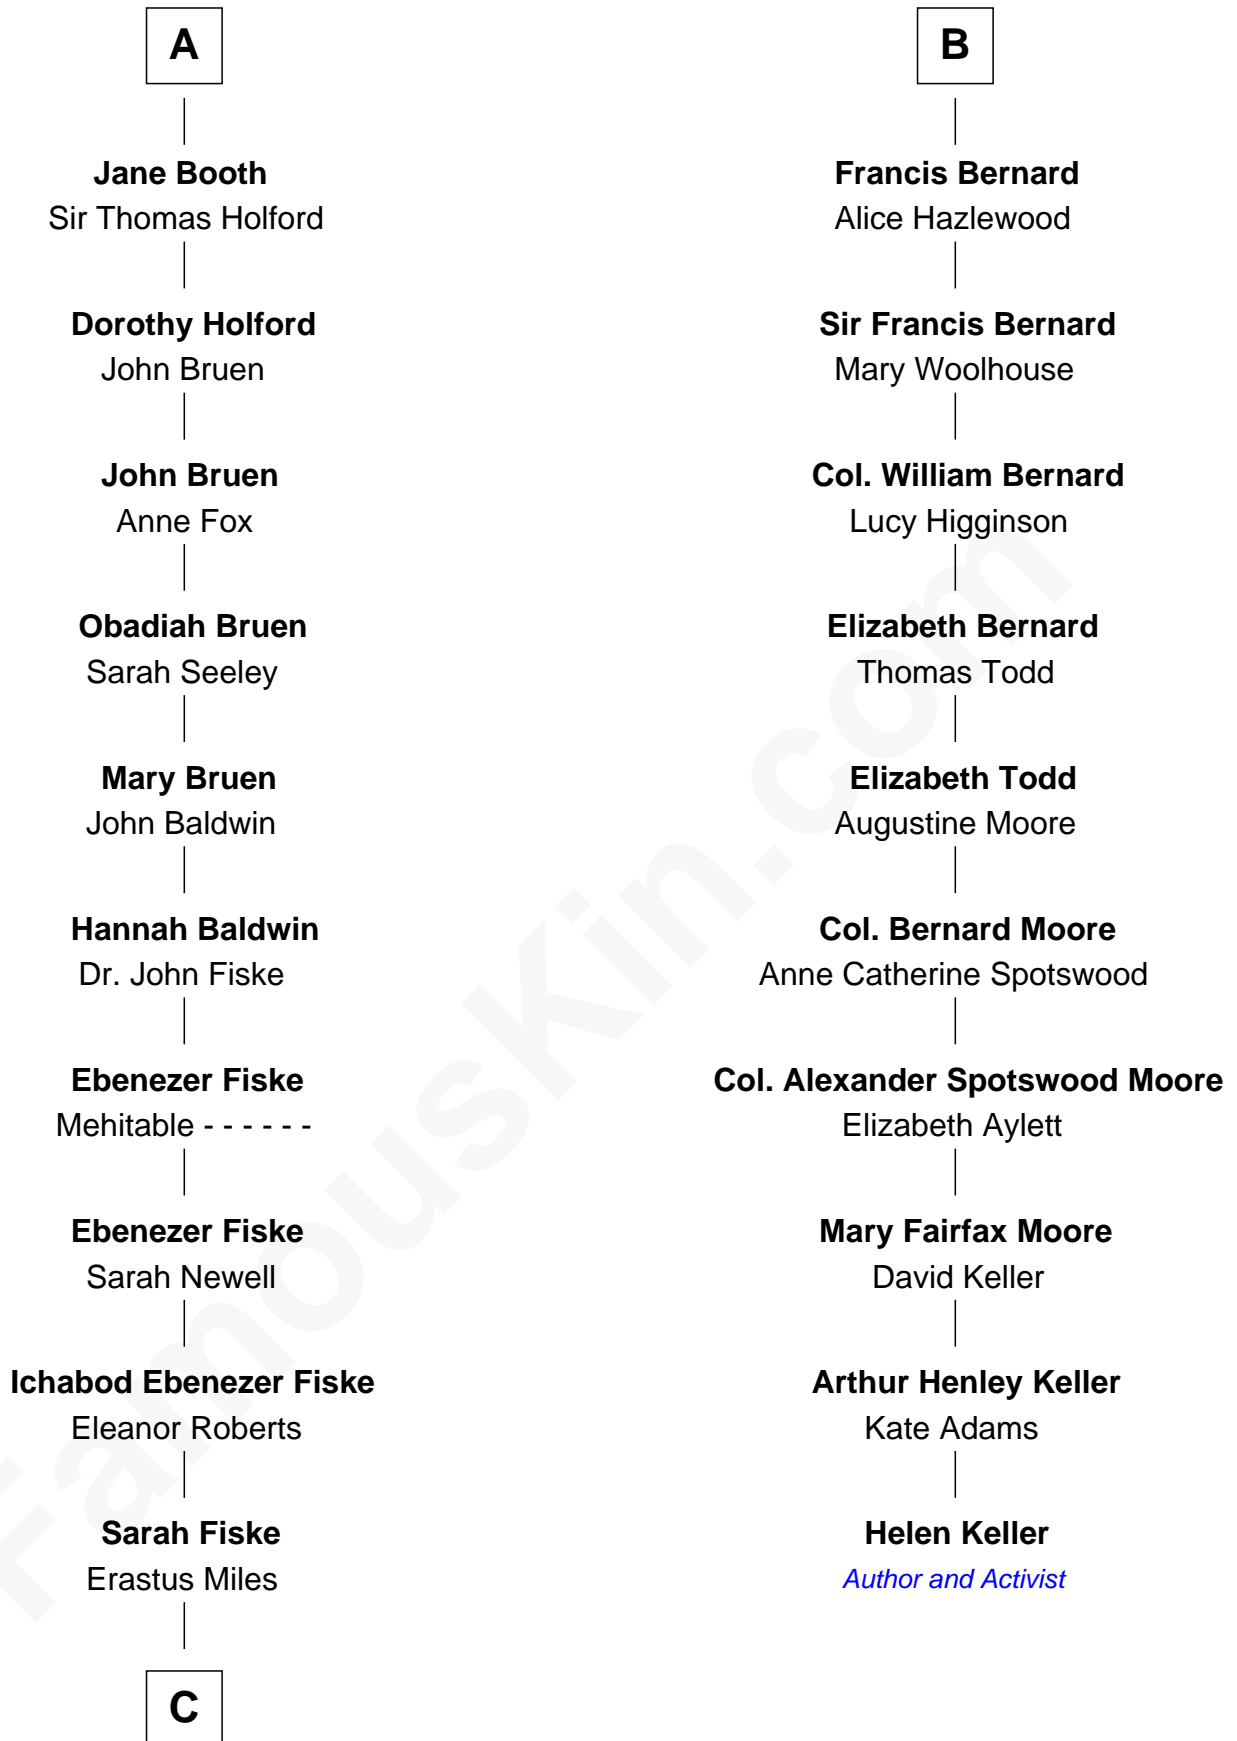 A
Jane Booth
Sir Thomas Holford
Dorothy Holford
John Bruen
John Bruen
Anne Fox
Obadiah Bruen
Sarah Seeley
Mary Bruen
John Baldwin
Hannah Baldwin
Dr. John Fiske
Ebenezer Fiske
Mehitable - - - - - -
Ebenezer Fiske
Sarah Newell
Ichabod Ebenezer Fiske
Eleanor Roberts
Sarah Fiske
Erastus Miles
C
B
Francis Bernard
Alice Hazlewood
Sir Francis Bernard
Mary Woolhouse
Col. William Bernard
Lucy Higginson
Elizabeth Bernard
Thomas Todd
Elizabeth Todd
Augustine Moore
Col. Bernard Moore
Anne Catherine Spotswood
Col. Alexander Spotswood Moore
Elizabeth Aylett
Mary Fairfax Moore
David Keller
Arthur Henley Keller
Kate Adams
Helen Keller
Author and Activist
FamousKin.com